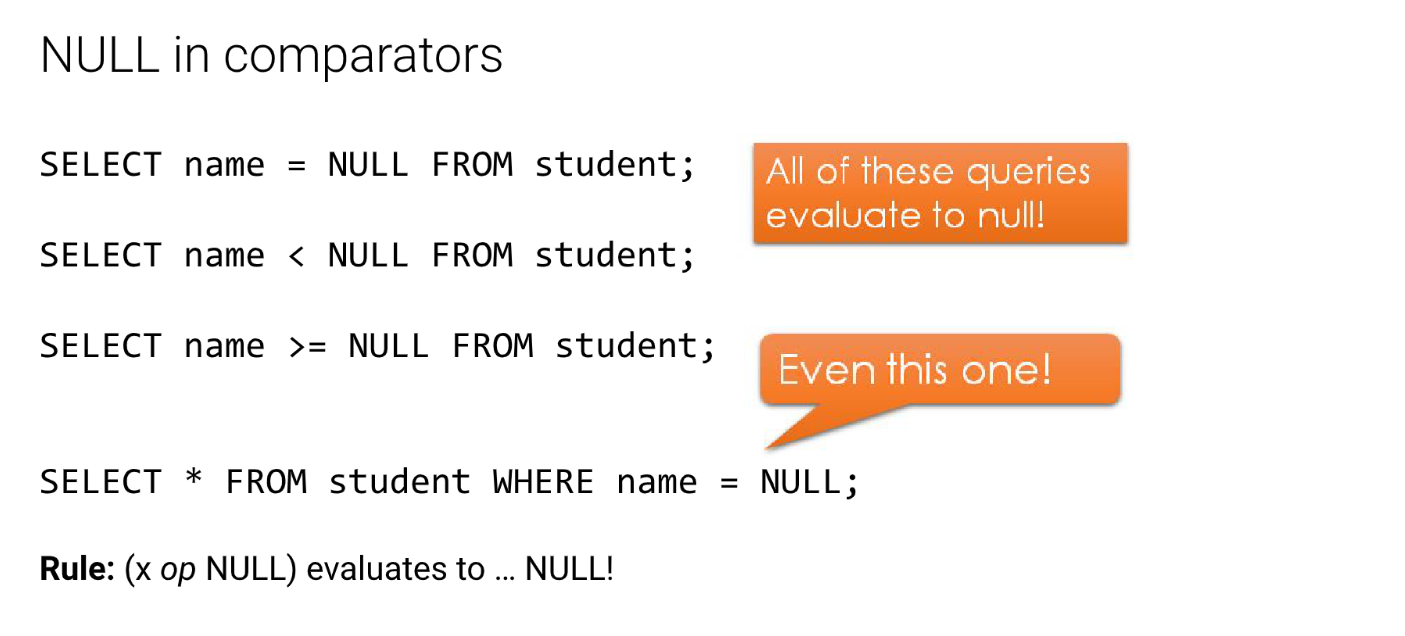 NULL in comparators
SELECT name = NULL FROM student;
All of these queries
evaluate to null!
SELECT name < NULL FROM student;
SELECT name >= NULL FROM student;
Even this one!
SELECT * FROM student WHERE name = NULL;
Rule: (x op NULL) evaluates to … NULL!